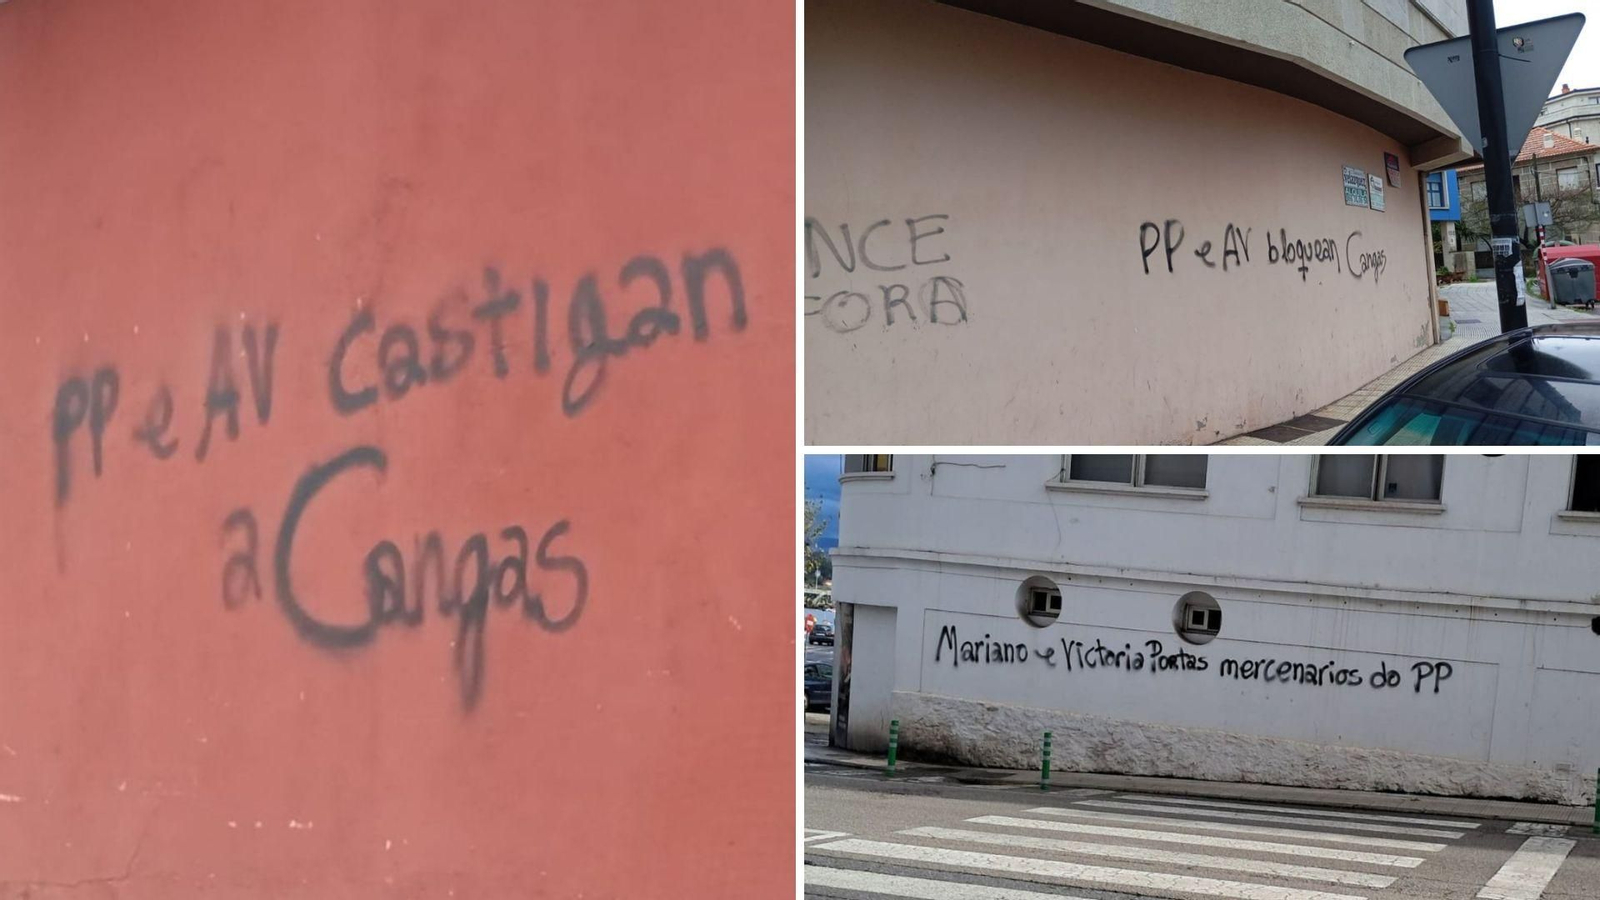 PP e AV Castigan
a Cangas
NCE
FORA
PP e AV bloquean Cangas
Mariano e Victoria Portas mercenarios do PP